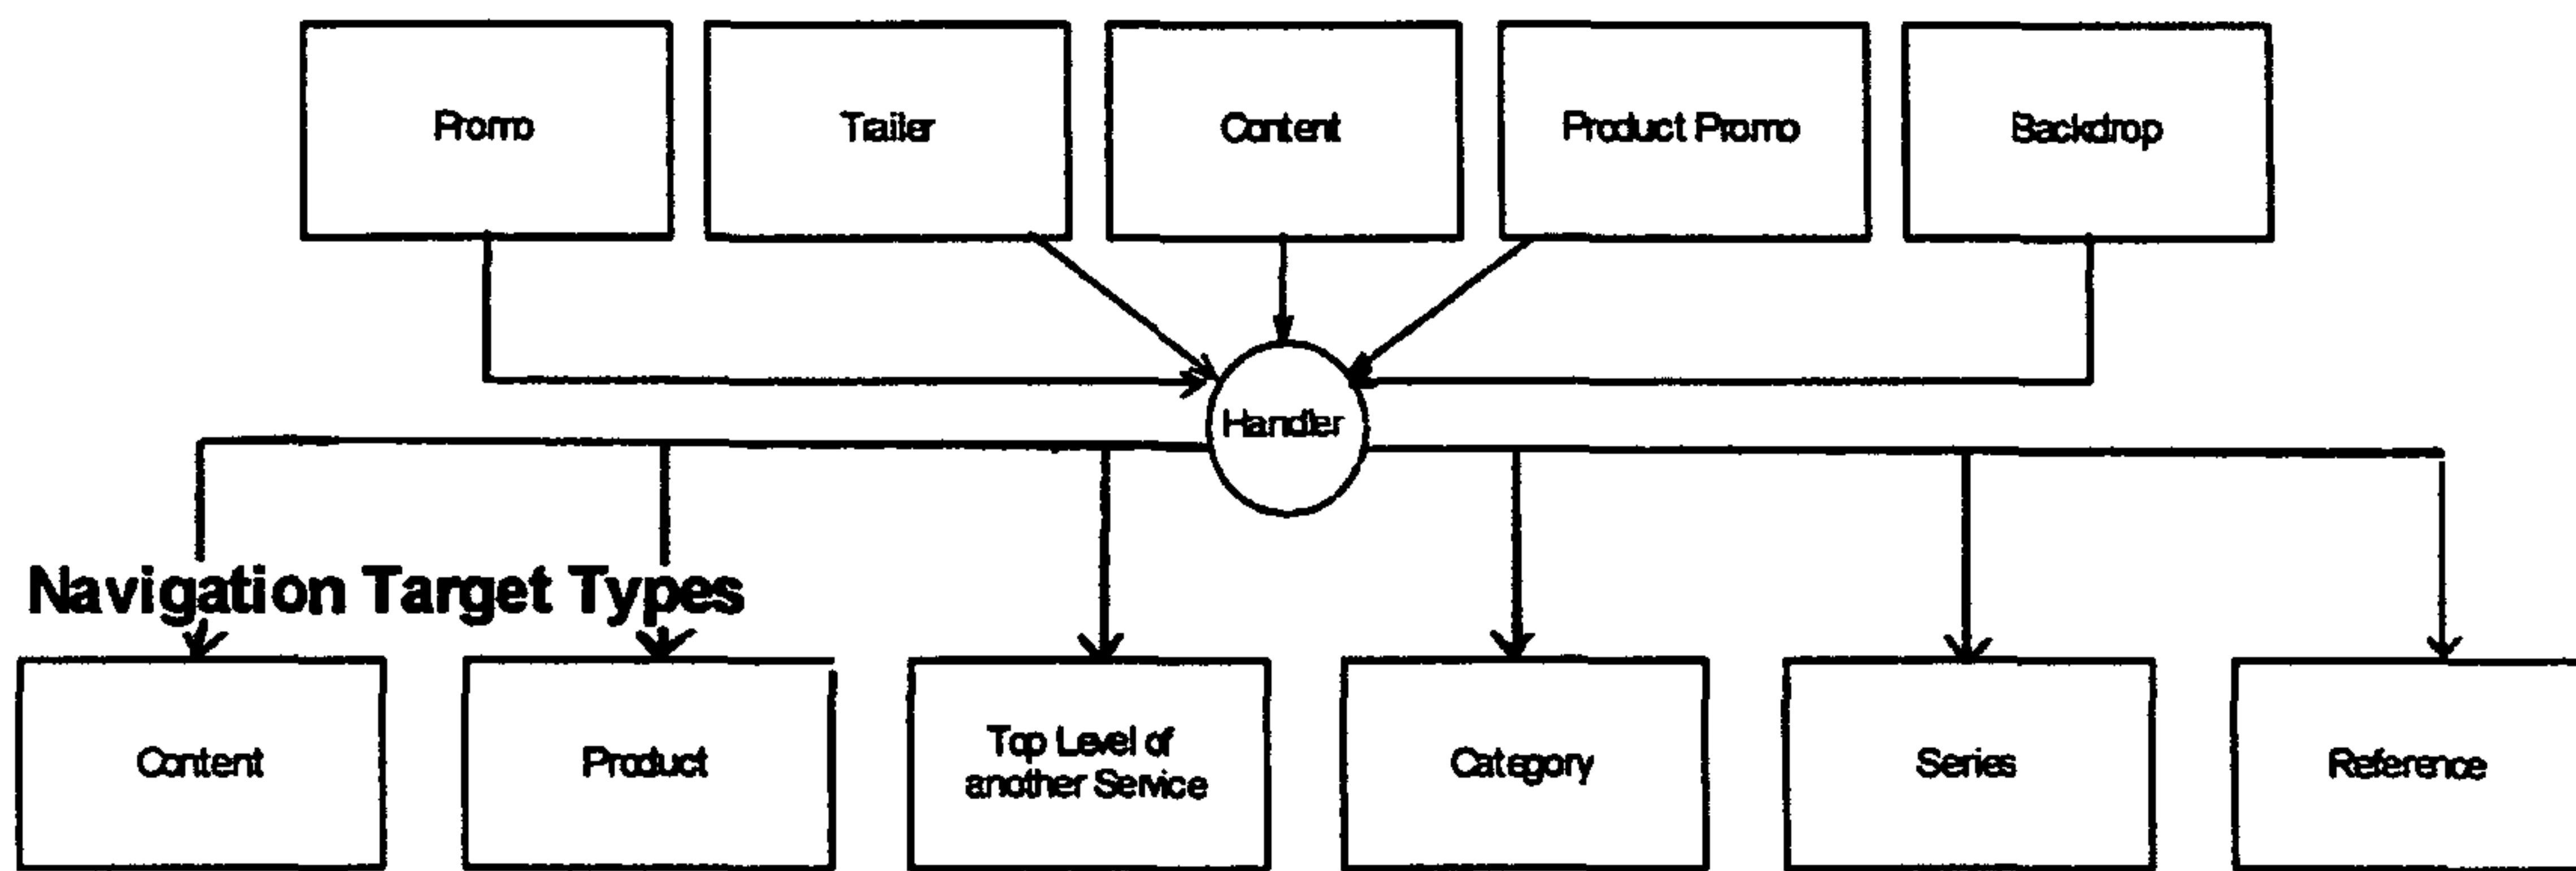 Promo
Trailer
Content
Product Promo
Backdrop
Handler
Navigation Target Types
Content
Product
Top Level of
another Service
Category
Series
Reference